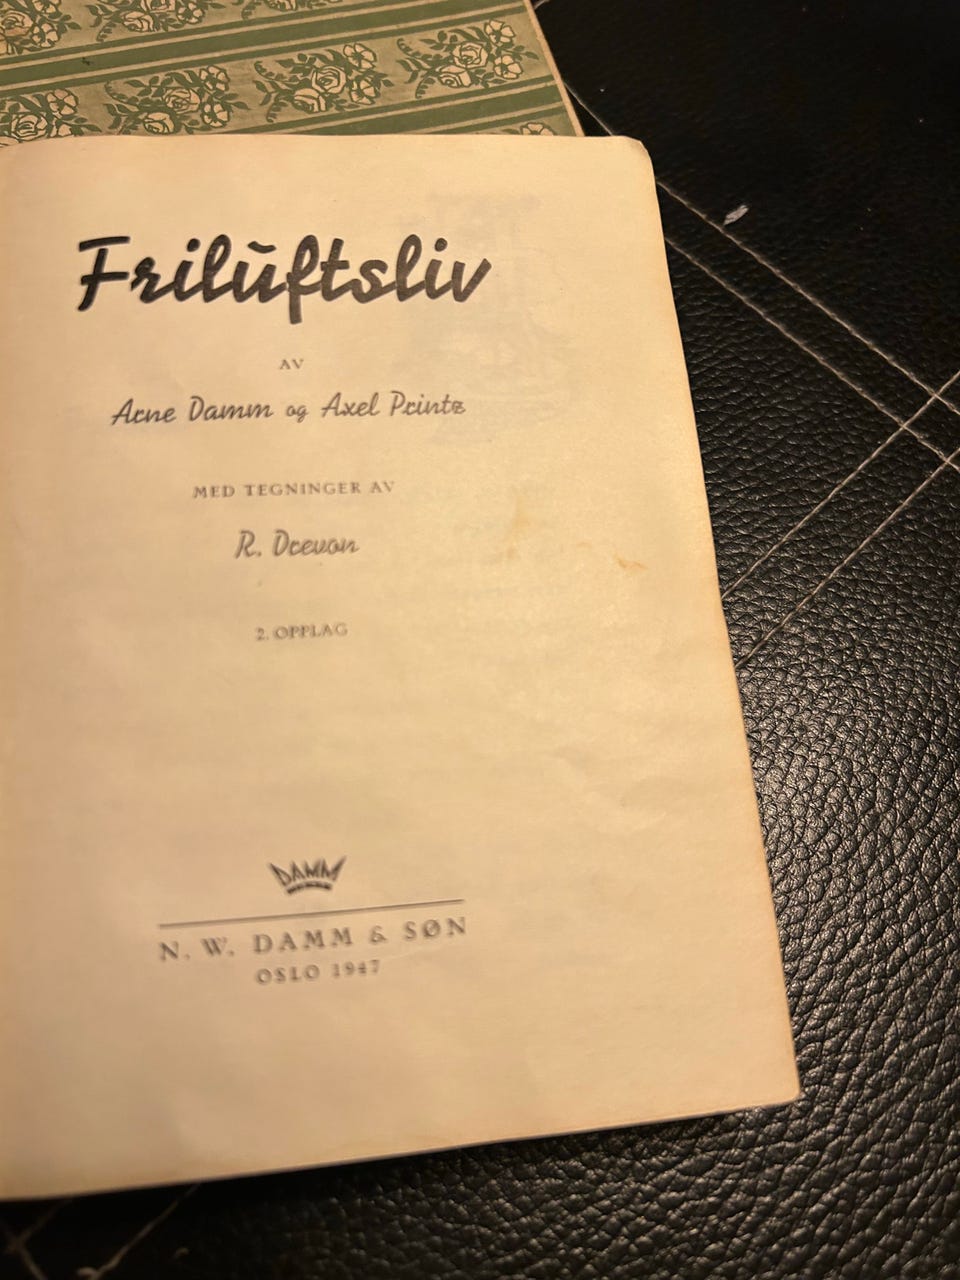 Friluftsliv
AV
Arne Damm og Axel Printz
MED TEGNINGER AV
R. Drevon
2. OPPLAG
DAMM
N. W. DAMM & SØN
OSLO 1947